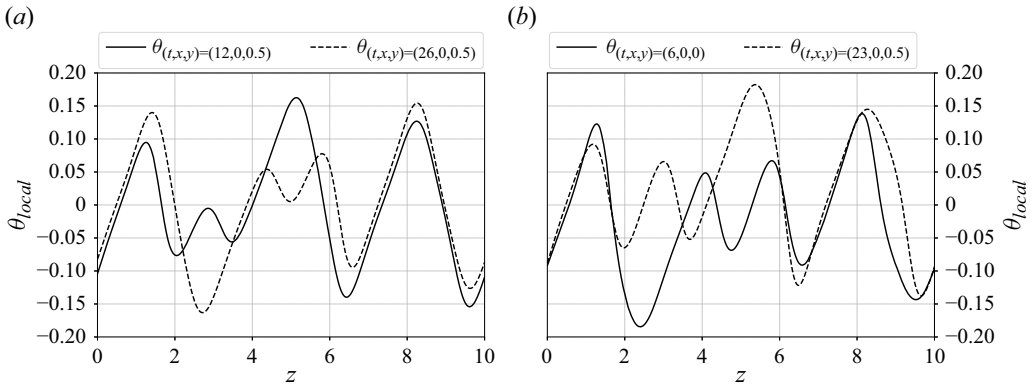 (a)
θ(t,x,y)=(12,0,0.5) θ(t,x,y)=(26,0,0.5)
0.20
0.15
0.10
0.05
0
−0.05
−0.10
−0.15
−0.20
θlocal
0 2 4 6 8 10
z
(b)
θ(t,x,y)=(6,0,0) θ(t,x,y)=(23,0,0.5)
0.20
0.15
0.10
0.05
0
−0.05
−0.10
−0.15
−0.20
θlocal
0 2 4 6 8 10
z